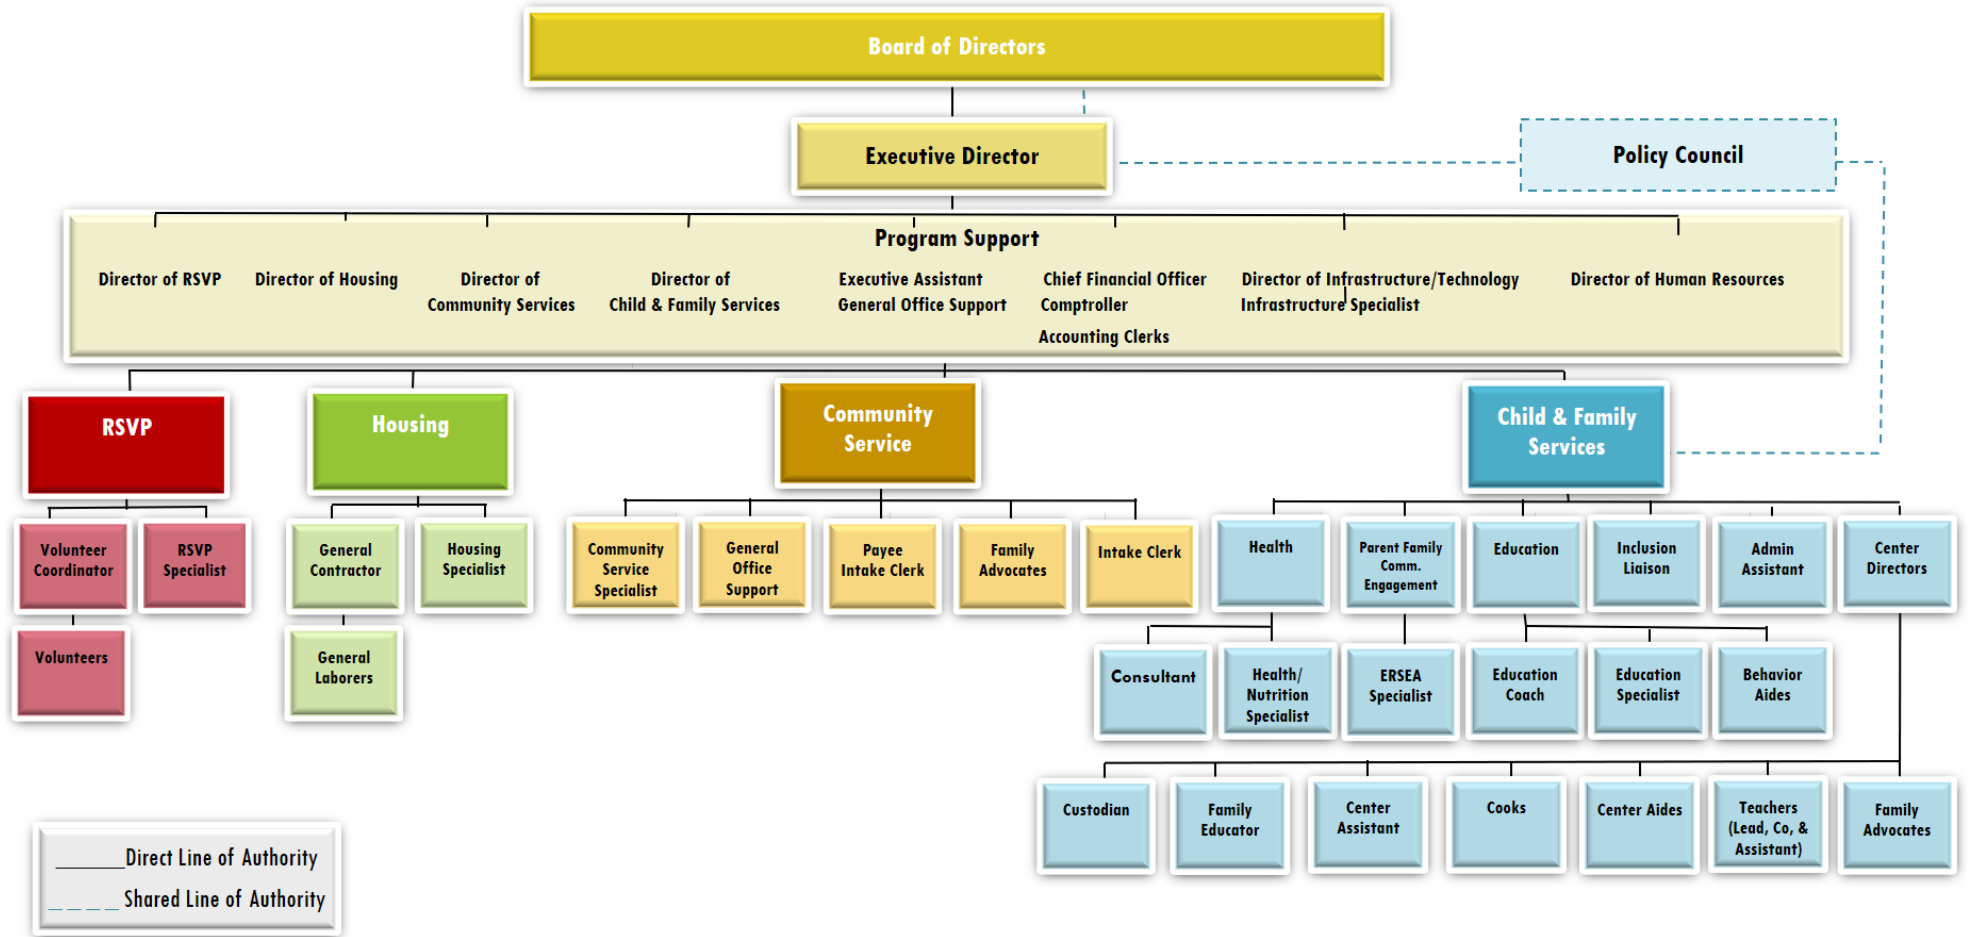 Board of Directors
Executive Director
Policy Council
Program Support
Director of RSVP
Director of Housing
Director of
Community Services
Director of
Child & Family Services
Executive Assistant
General Office Support
Chief Financial Officer
Comptroller
Accounting Clerks
Director of Infrastructure/Technology
Infrastructure Specialist
Director of Human Resources
RSVP
Housing
Community
Service
Child & Family
Services
Volunteer
Coordinator
RSVP
Specialist
General
Contractor
Housing
Specialist
Community
Service
Specialist
General
Office
Support
Payee
Intake Clerk
Family
Advocates
Intake Clerk
Health
Parent Family
Comm.
Engagement
Education
Inclusion
Liaison
Admin
Assistant
Center
Directors
Volunteers
General
Laborers
Consultant
Health/
Nutrition
Specialist
ERSEA
Specialist
Education
Coach
Education
Specialist
Behavior
Aides
Custodian
Family
Educator
Center
Assistant
Cooks
Center Aides
Teachers
(Lead, Co, &
Assistant)
Family
Advocates
Direct Line of Authority
Shared Line of Authority